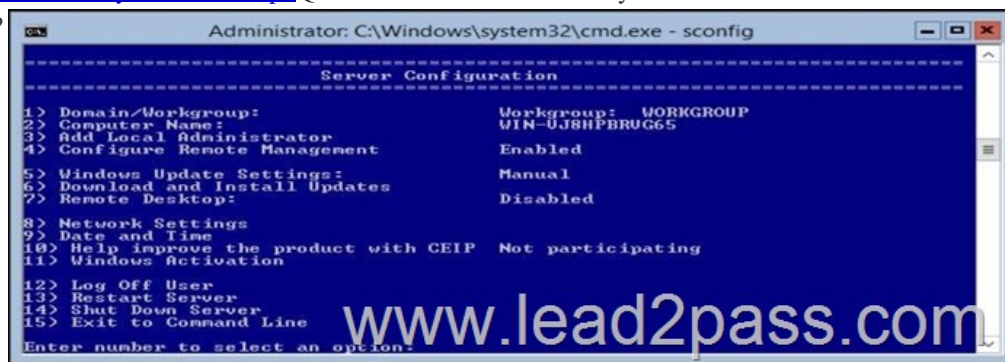 Administrator: C:\Windows\system32\cmd.exe - sconfig
Server Configuration
1) Domain/Workgroup: Workgroup: WORKGROUP
2) Computer Name: WIN-UJ8HPBRUG65
3) Add Local Administrator
4) Configure Remote Management Enabled
5) Windows Update Settings: Manual
6) Download and Install Updates
7) Remote Desktop: Disabled
8) Network Settings
9) Date and Time
10) Help improve the product with CEIP Not participating
11) Windows Activation
12) Log Off User
13) Restart Server
14) Shut Down Server
15) Exit to Command Line
Enter number to select an option:
www.lead2pass.com